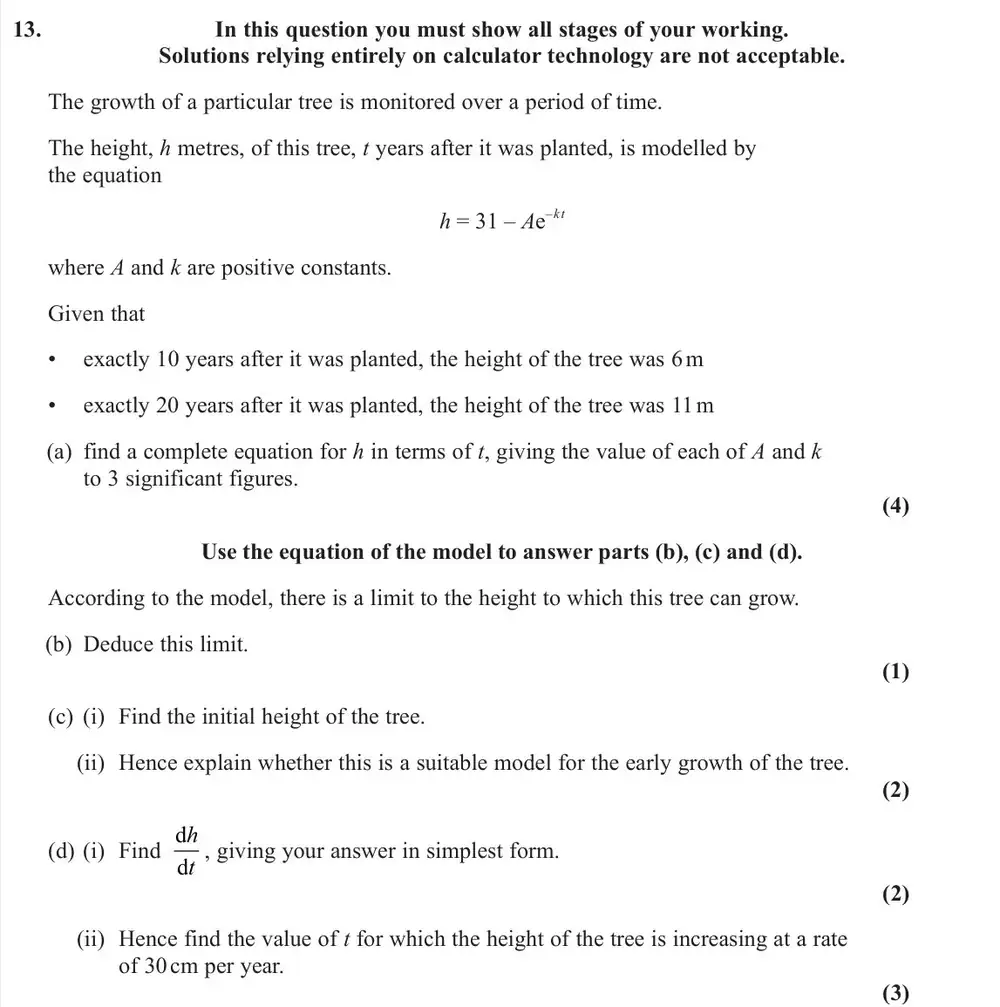 13.
In this question you must show all stages of your working.
Solutions relying entirely on calculator technology are not acceptable.
The growth of a particular tree is monitored over a period of time.
The height, h metres, of this tree, t years after it was planted, is modelled by
the equation
h = 31 – Ae^–kt
where A and k are positive constants.
Given that
• exactly 10 years after it was planted, the height of the tree was 6 m
• exactly 20 years after it was planted, the height of the tree was 11 m
(a) find a complete equation for h in terms of t, giving the value of each of A and k
to 3 significant figures.
(4)
Use the equation of the model to answer parts (b), (c) and (d).
According to the model, there is a limit to the height to which this tree can grow.
(b) Deduce this limit.
(1)
(c) (i) Find the initial height of the tree.
(ii) Hence explain whether this is a suitable model for the early growth of the tree.
(2)
(d) (i) Find dh/dt, giving your answer in simplest form.
(2)
(ii) Hence find the value of t for which the height of the tree is increasing at a rate
of 30 cm per year.
(3)